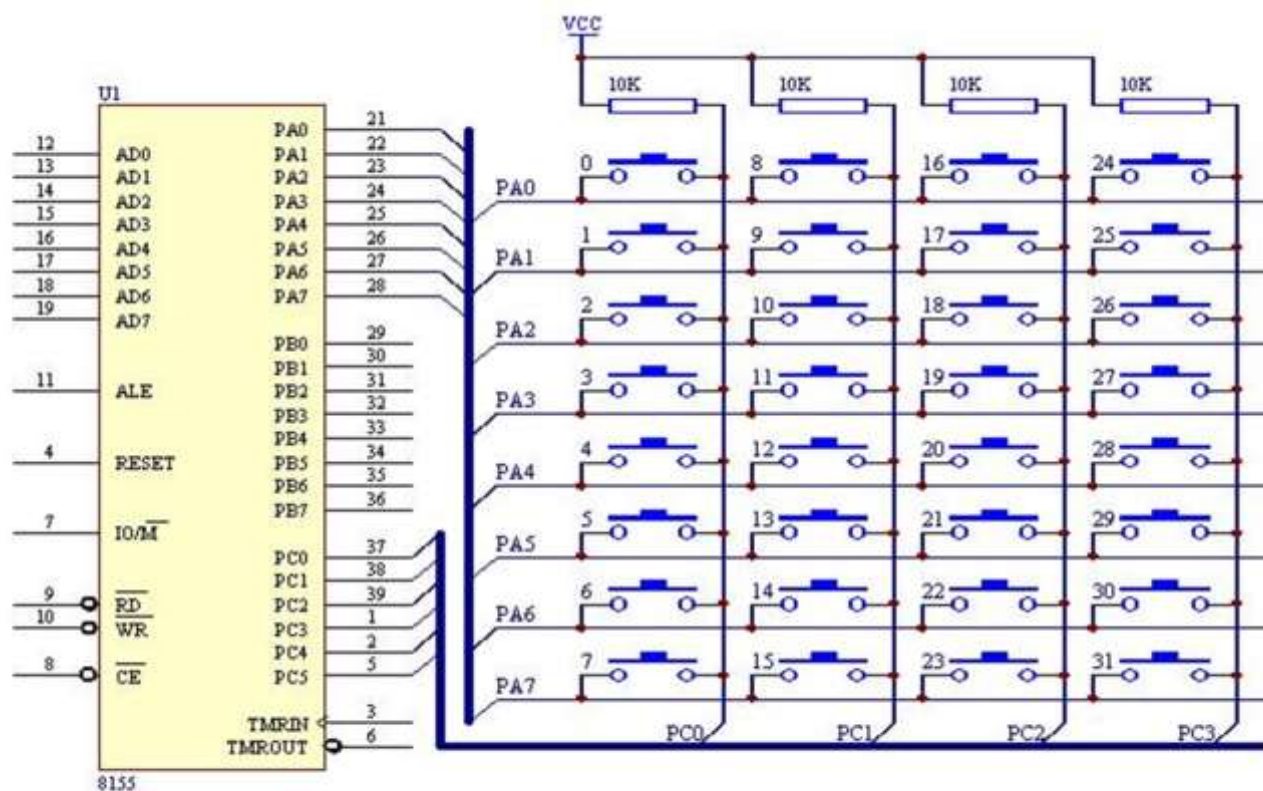 VCC
10K 10K 10K 10K
U1
12 AD0 PA0 21
13 AD1 PA1 22
14 AD2 PA2 23
15 AD3 PA3 24
16 AD4 PA4 25
17 AD5 PA5 26
18 AD6 PA6 27
19 AD7 PA7 28
PB0 29
PB1 30
11 ALE PB2 31
PB3 32
PB4 33
4 RESET PB5 34
PB6 35
PB7 36
7 IO/M
PC0 37
PC1 38
9 RD PC2 39
10 WR PC3 1
PC4 2
8 CE PC5 5
TMRIN 3
TMROUT 6
8155
0 8 16 24
PA0
1 9 17 25
PA1
2 10 18 26
PA2
3 11 19 27
PA3
4 12 20 28
PA4
5 13 21 29
PA5
6 14 22 30
PA6
7 15 23 31
PA7
PC0 PC1 PC2 PC3